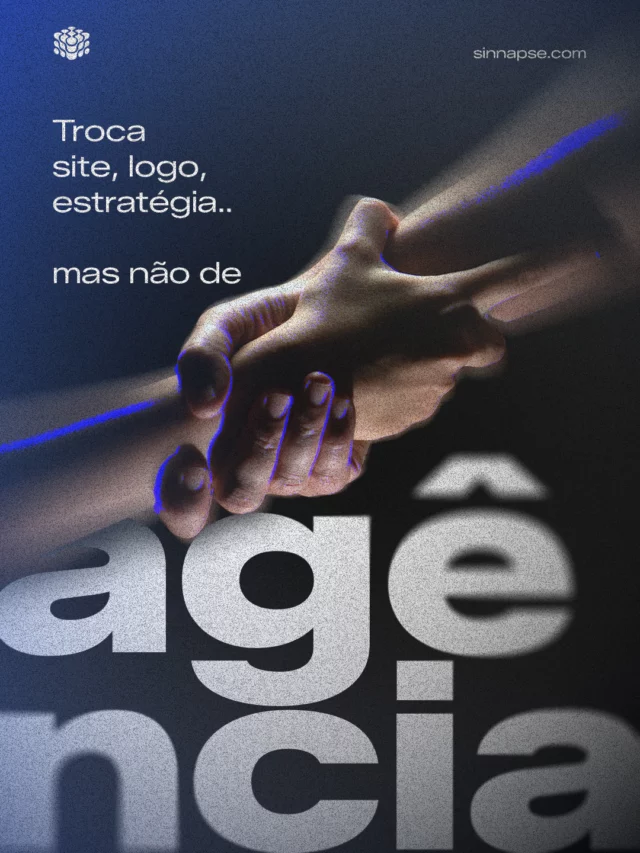 sinnapse.com
Troca
site, logo,
estratégia..
mas não de
agê
ncia